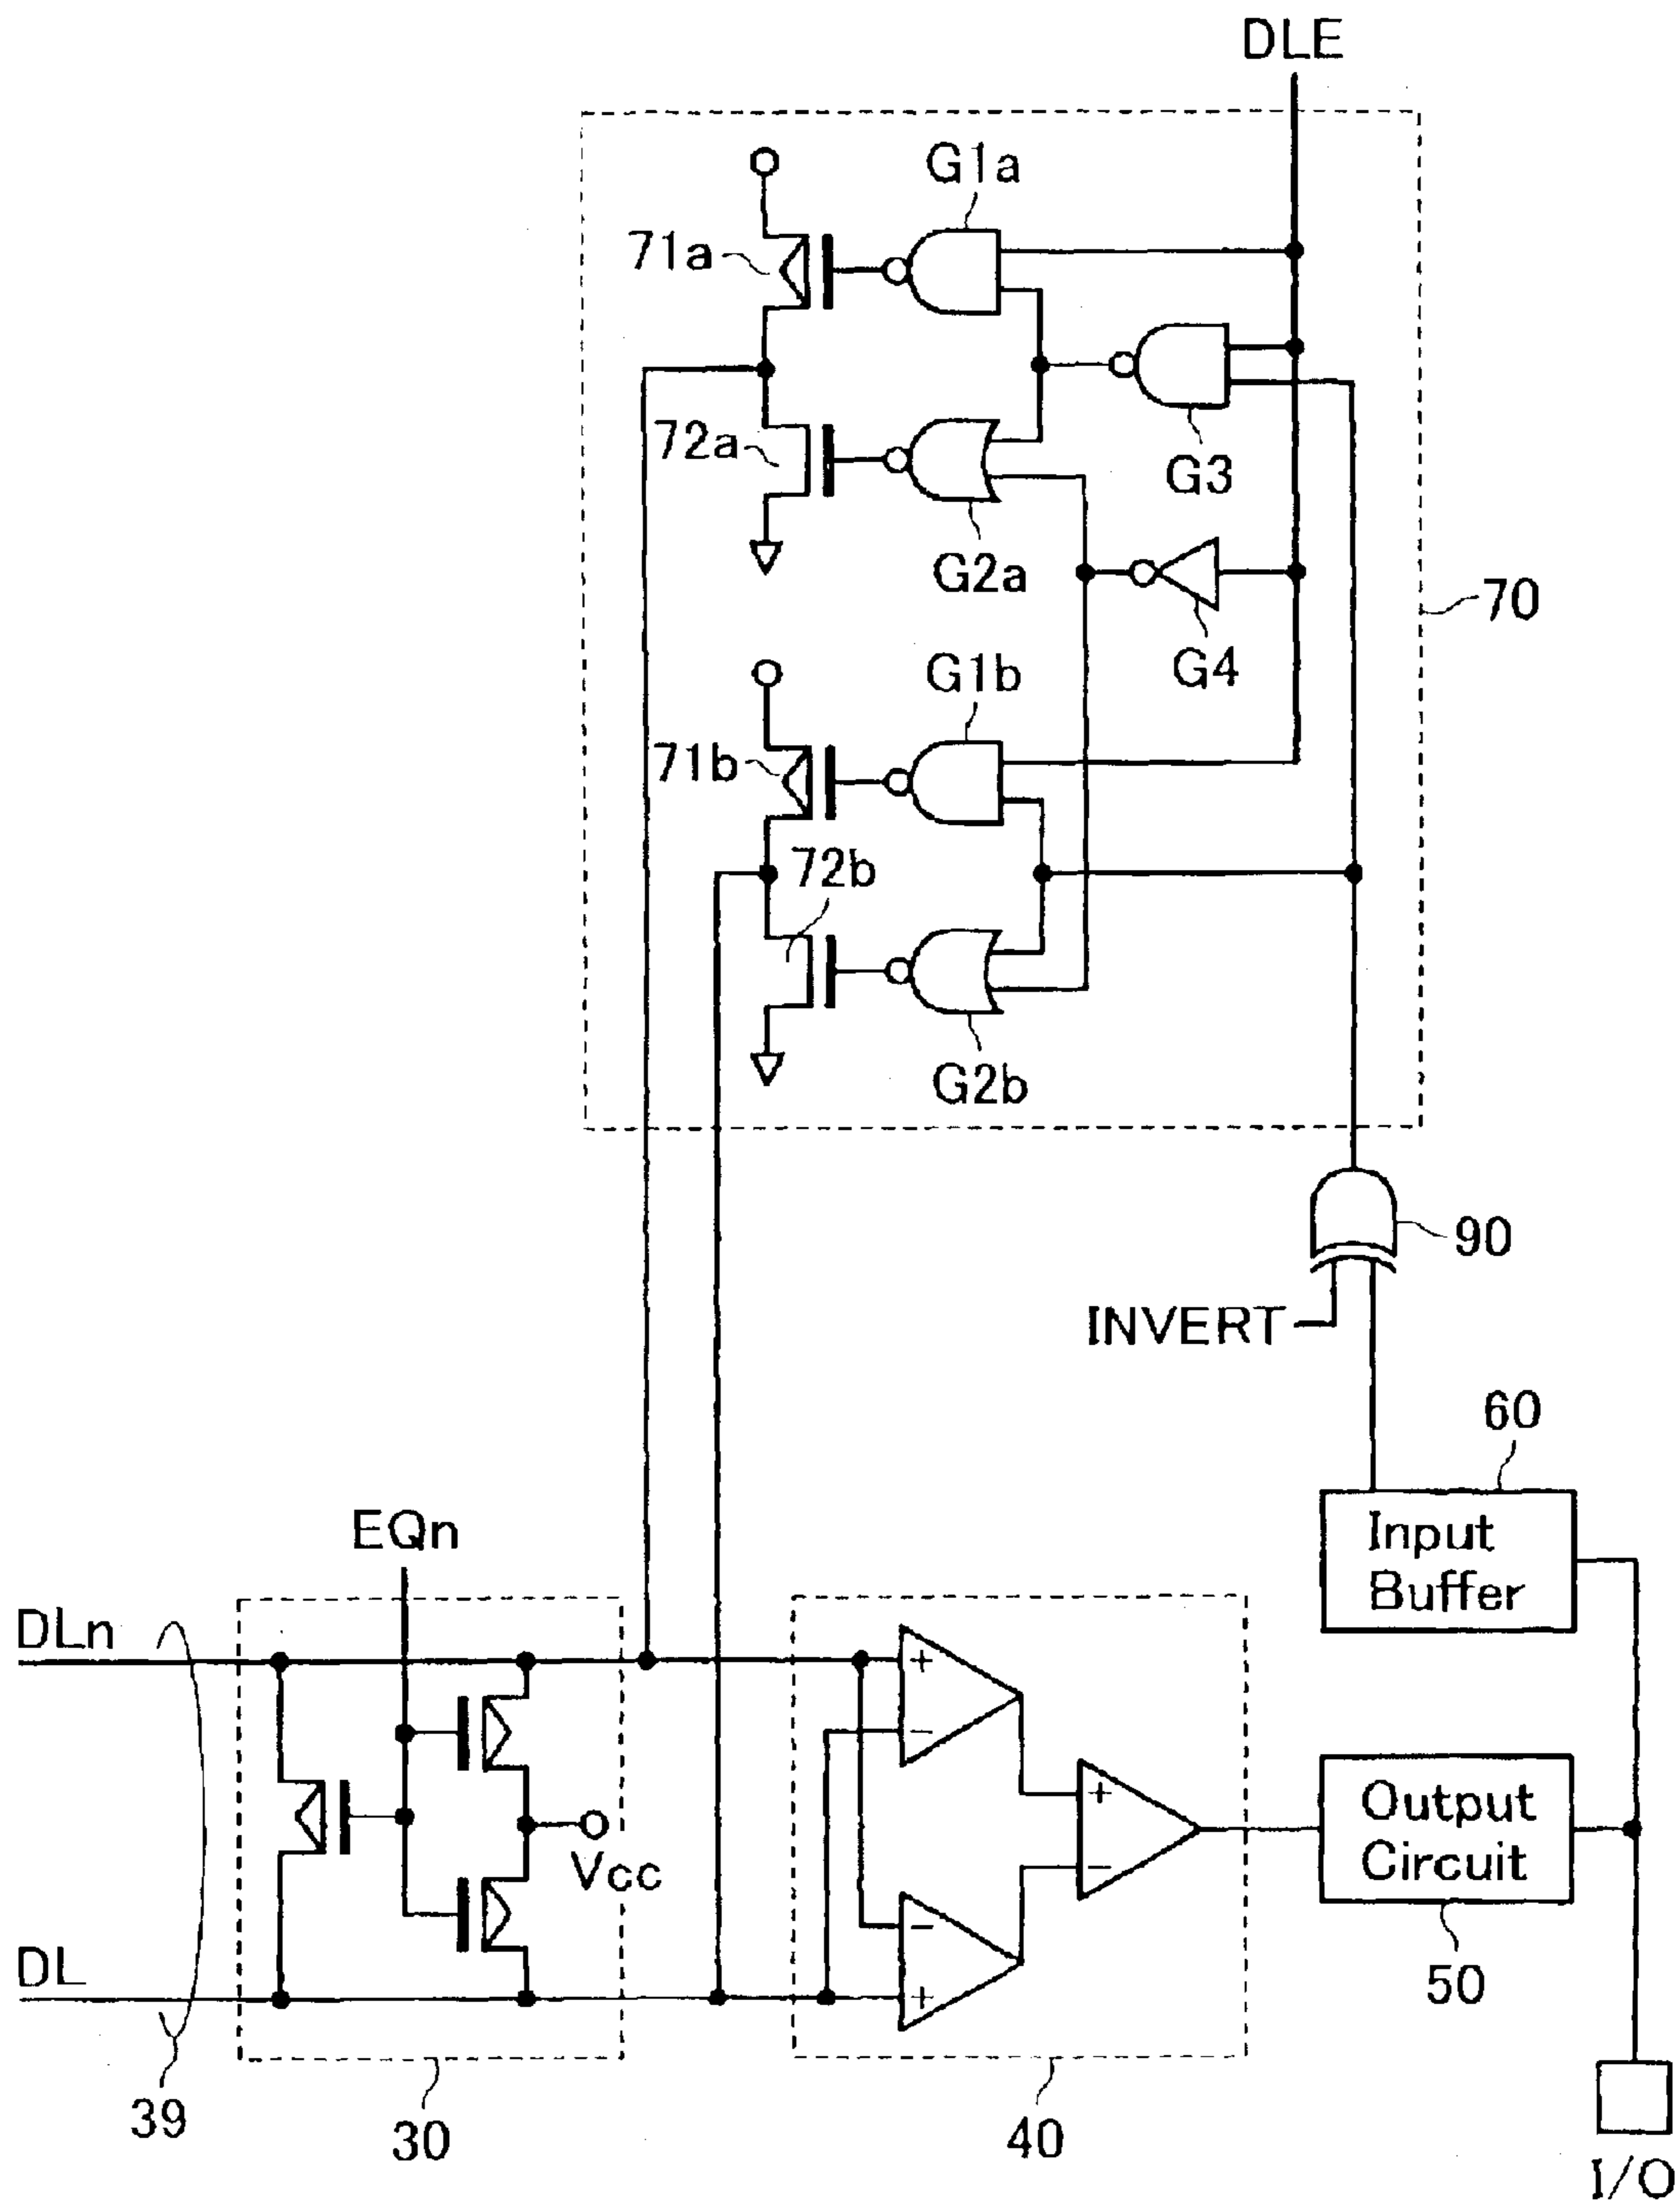 DLE
G1a
71a
72a
G3
G2a
70
G4
G1b
71b
72b
G2b
90
INVERT
60
Input
Buffer
EQn
DLn
+
−
Output
Circuit
+
−
Vcc
−
+
DL
50
39
30
40
I/O